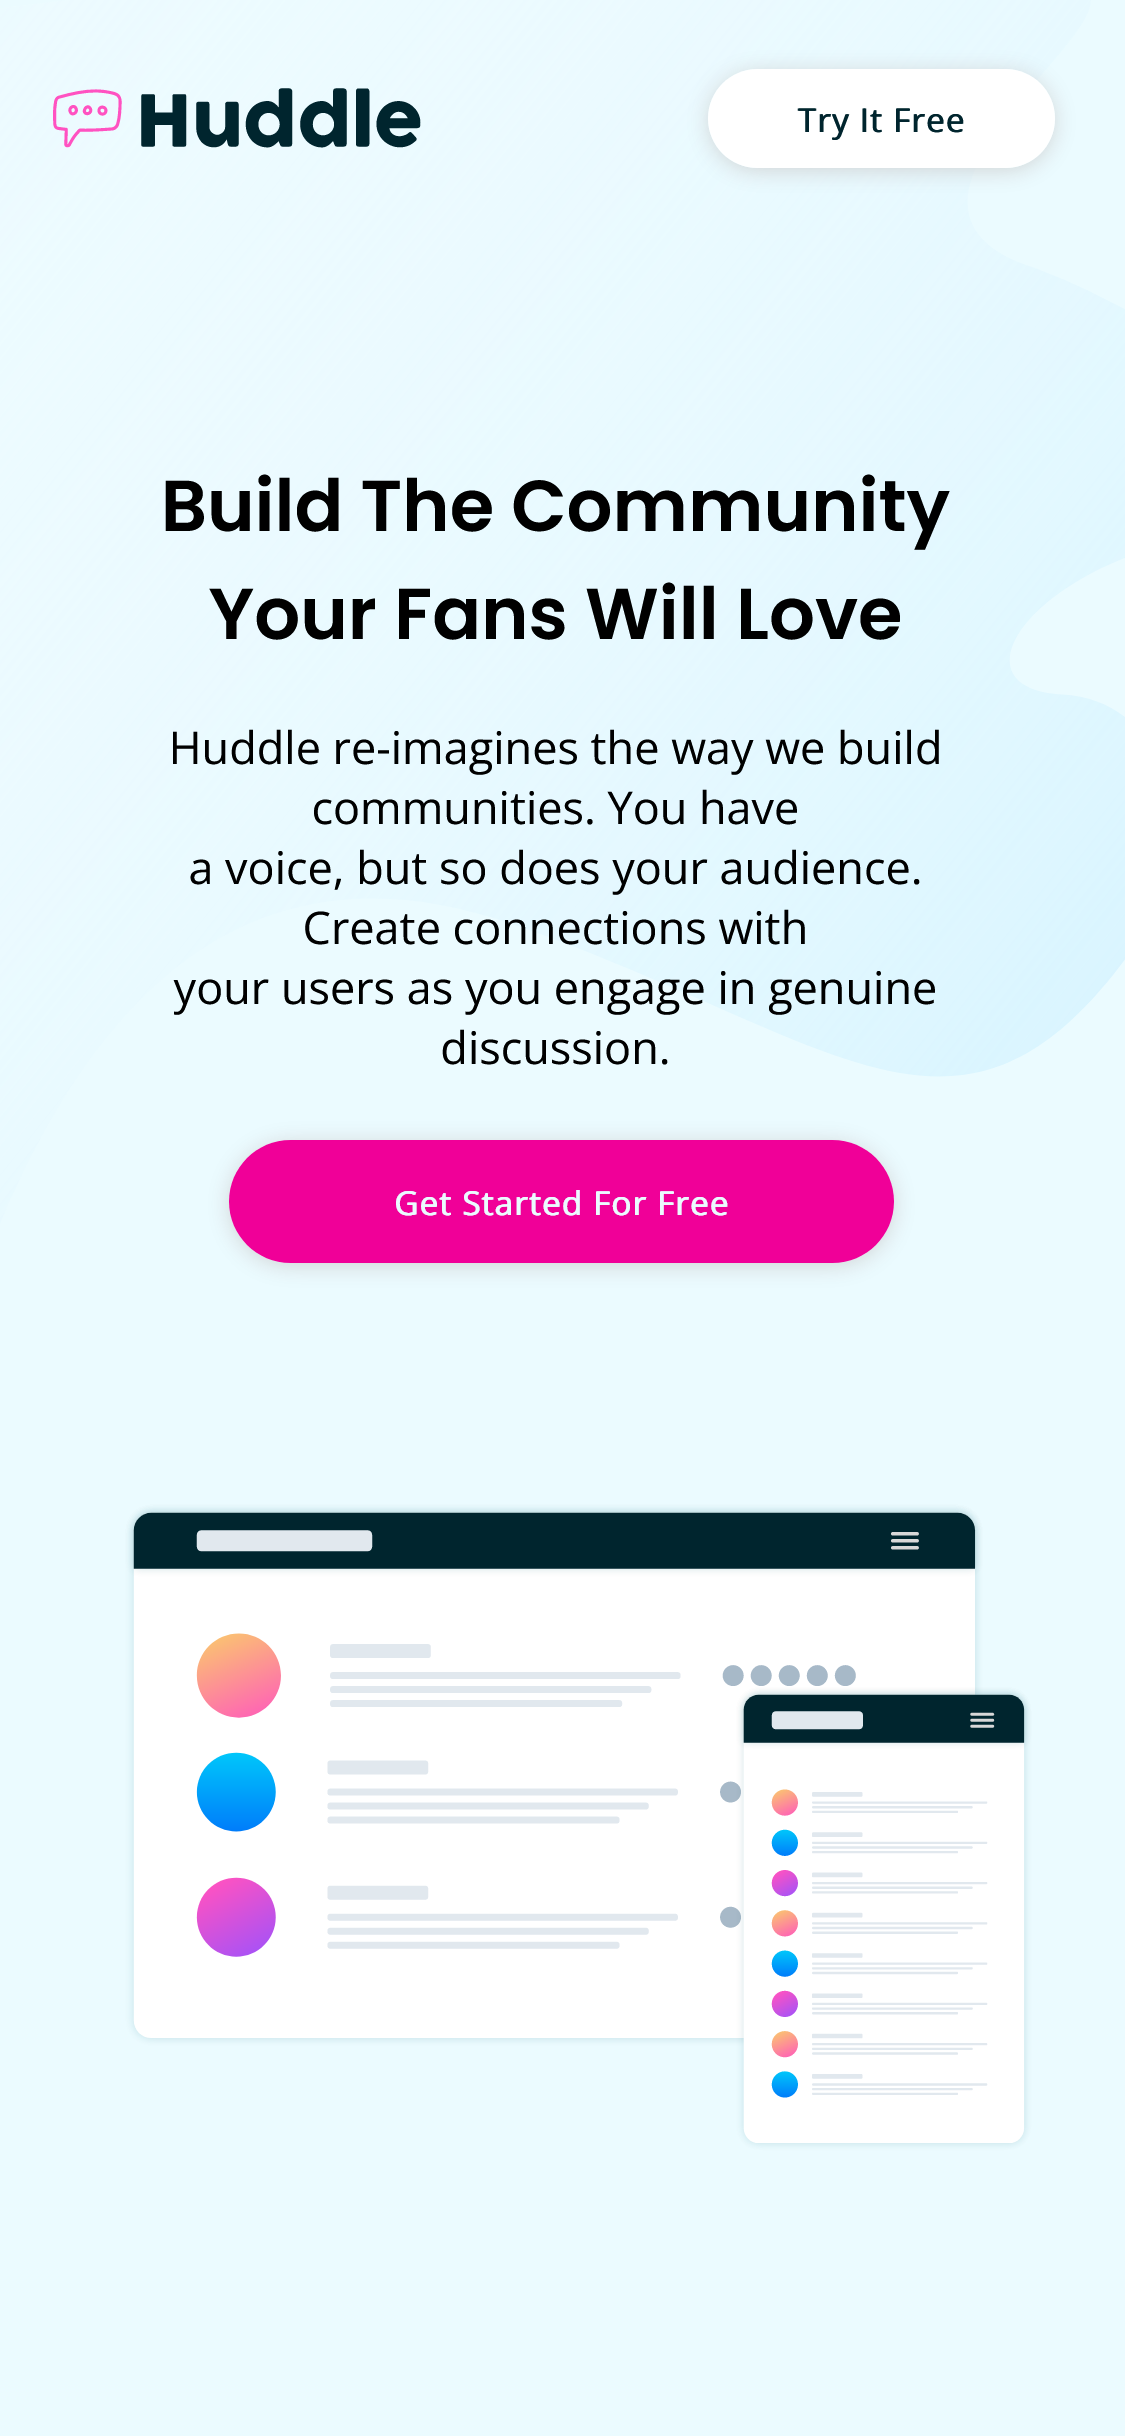 Huddle
Try It Free
Build The Community
Your Fans Will Love
Huddle re-imagines the way we build
communities. You have
a voice, but so does your audience.
Create connections with
your users as you engage in genuine
discussion.
Get Started For Free